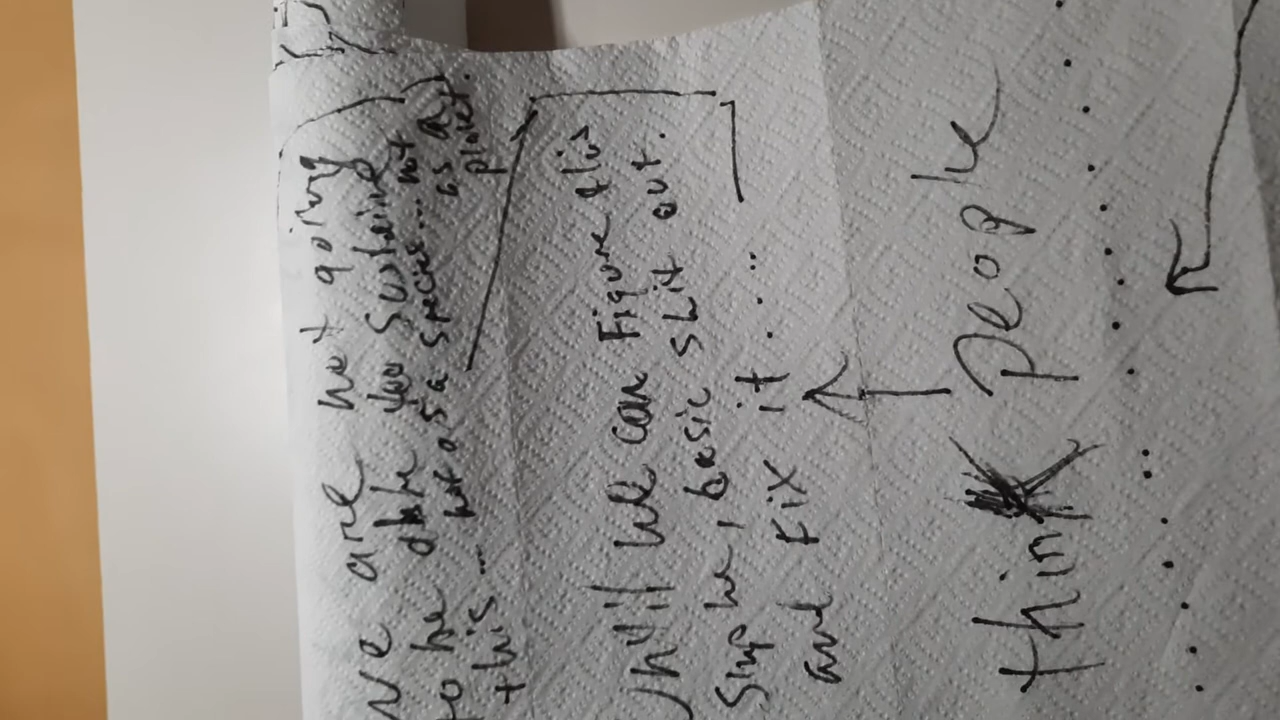 we are not going
to be able to sustain
this... not as a species... not
as a
planet.
Until we can Figure this
basic shit out.
and Fix it.....
think people